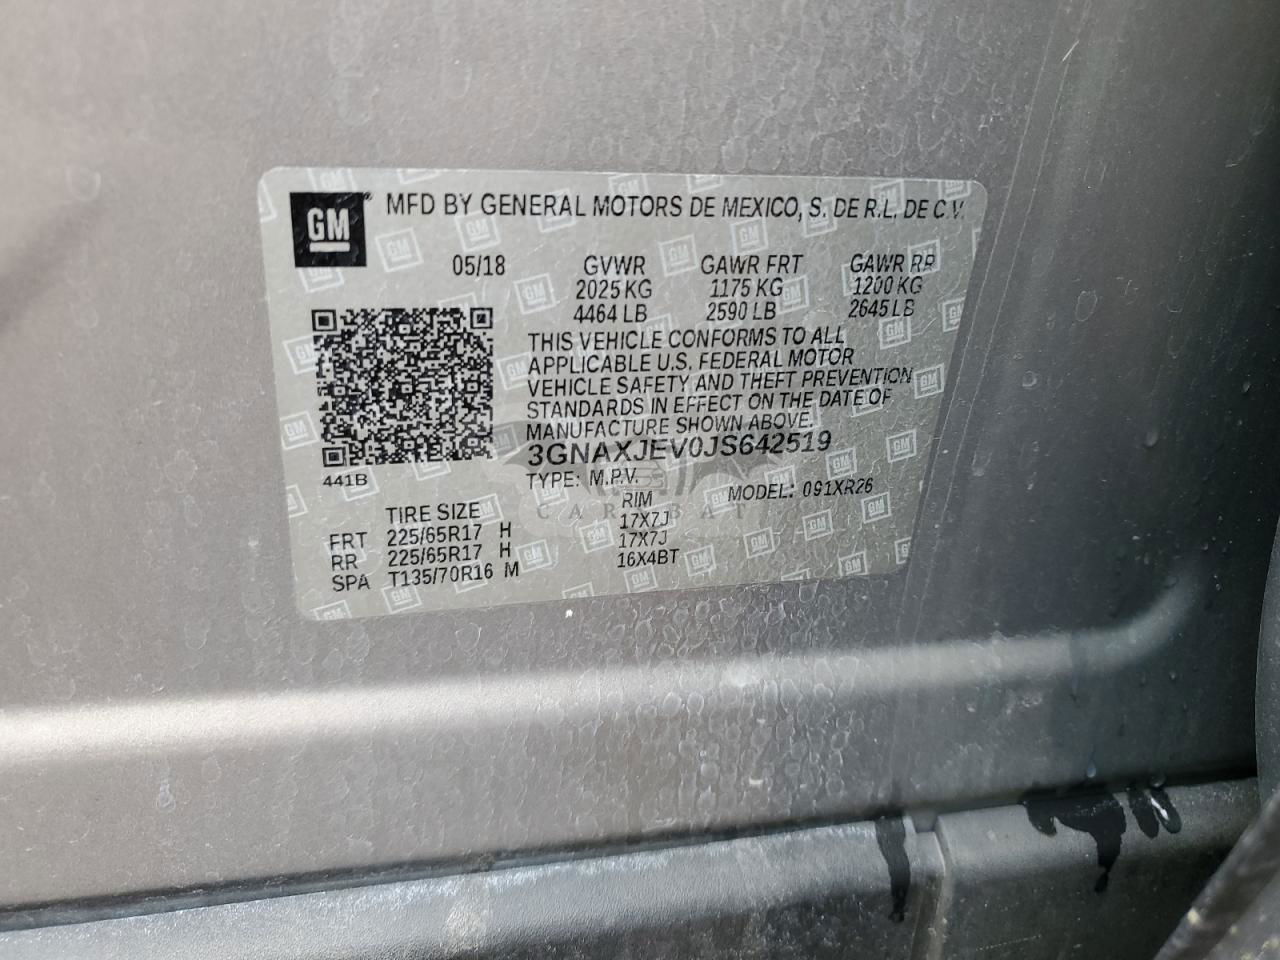 GM ® MFD BY GENERAL MOTORS DE MEXICO, S. DE R.L. DE C.V.
05/18 GVWR GAWR FRT GAWR RR
2025 KG 1175 KG 1200 KG
4464 LB 2590 LB 2645 LB
THIS VEHICLE CONFORMS TO ALL
APPLICABLE U.S. FEDERAL MOTOR
VEHICLE SAFETY AND THEFT PREVENTION
STANDARDS IN EFFECT ON THE DATE OF
MANUFACTURE SHOWN ABOVE.
3GNAXJEV0JS642519
441B TYPE: M.P.V. MODEL: 091XR26
TIRE SIZE RIM
FRT 225/65R17 H 17X7J
RR 225/65R17 H 17X7J
SPA T135/70R16 M 16X4BT